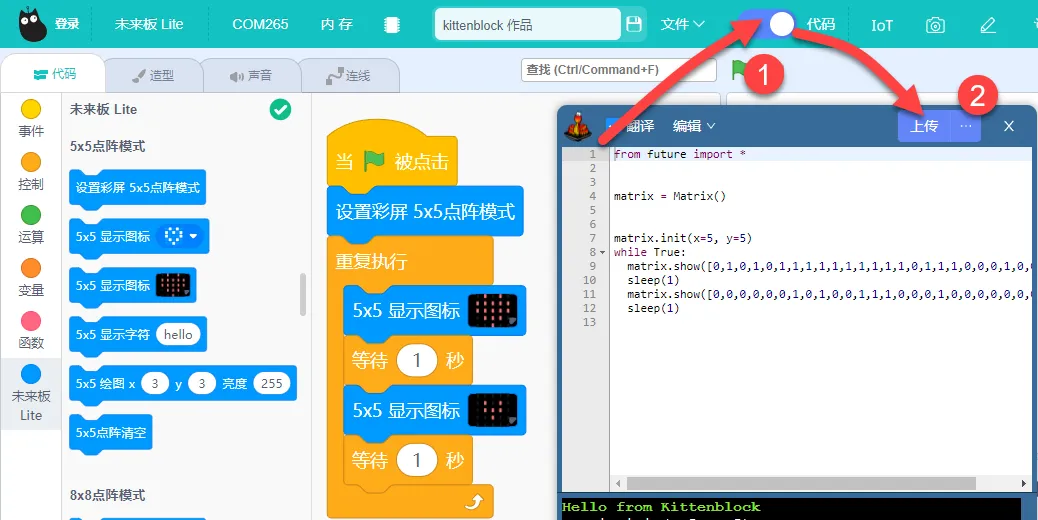 登录
未来板 Lite
COM265
内 存
kittenblock 作品
文件
代码
IoT
代码
造型
声音
连线
查找 (Ctrl/Command+F)
1
2
事件
控制
运算
变量
函数
未来板
Lite
未来板 Lite
5x5点阵模式
设置彩屏 5x5点阵模式
5x5 显示图标
5x5 显示图标
5x5 显示字符 hello
5x5 绘图 x 3 y 3 亮度 255
5x5点阵清空
8x8点阵模式
当 被点击
设置彩屏 5x5点阵模式
重复执行
5x5 显示图标
等待 1 秒
5x5 显示图标
等待 1 秒
翻译
编辑
上传
...
X
1 from future import *
2
3
4 matrix = Matrix()
5
6
7 matrix.init(x=5, y=5)
8 while True:
9 matrix.show([0,1,0,1,0,1,1,1,1,1,1,1,1,1,1,0,1,1,1,0,0,0,1,0,
10 sleep(1)
11 matrix.show([0,0,0,0,0,0,1,0,1,0,0,1,1,1,0,0,0,1,0,0,0,0,0,0,
12 sleep(1)
13
Hello from Kittenblock